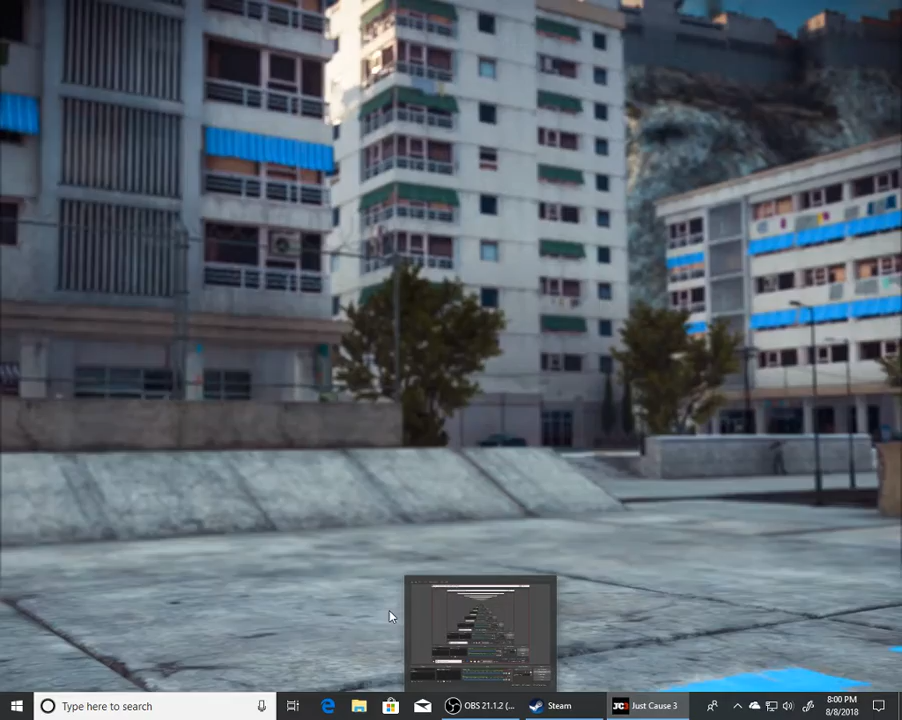 Type here to search
OBS 21.1.2 (...
Steam
JC3
Just Cause 3
8:00 PM
8/8/2018